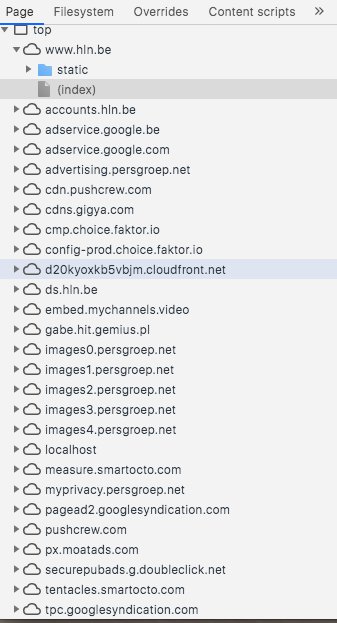 Page Filesystem Overrides Content scripts »
top
www.hln.be
static
(index)
accounts.hln.be
adservice.google.be
adservice.google.com
advertising.persgroep.net
cdn.pushcrew.com
cdns.gigya.com
cmp.choice.faktor.io
config-prod.choice.faktor.io
d20kyoxkb5vbjm.cloudfront.net
ds.hln.be
embed.mychannels.video
gabe.hit.gemius.pl
images0.persgroep.net
images1.persgroep.net
images2.persgroep.net
images3.persgroep.net
images4.persgroep.net
localhost
measure.smartocto.com
myprivacy.persgroep.net
pagead2.googlesyndication.com
pushcrew.com
px.moatads.com
securepubads.g.doubleclick.net
tentacles.smartocto.com
tpc.googlesyndication.com